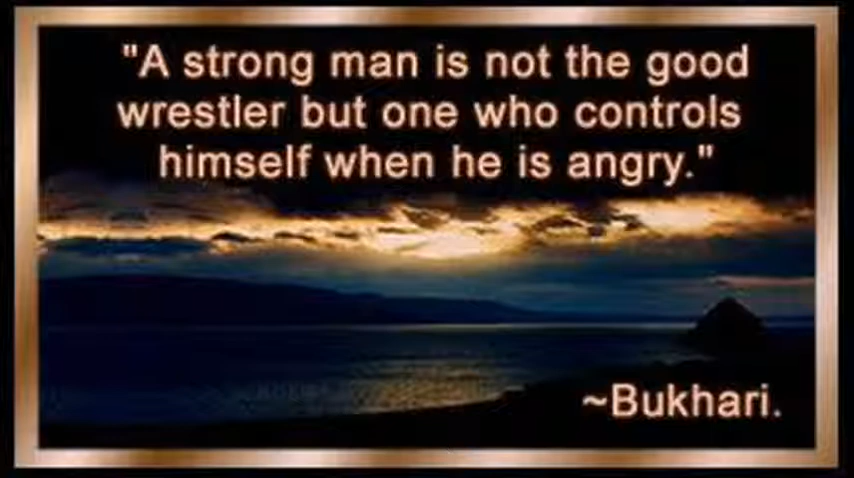 "A strong man is not the good
wrestler but one who controls
himself when he is angry."
~Bukhari.